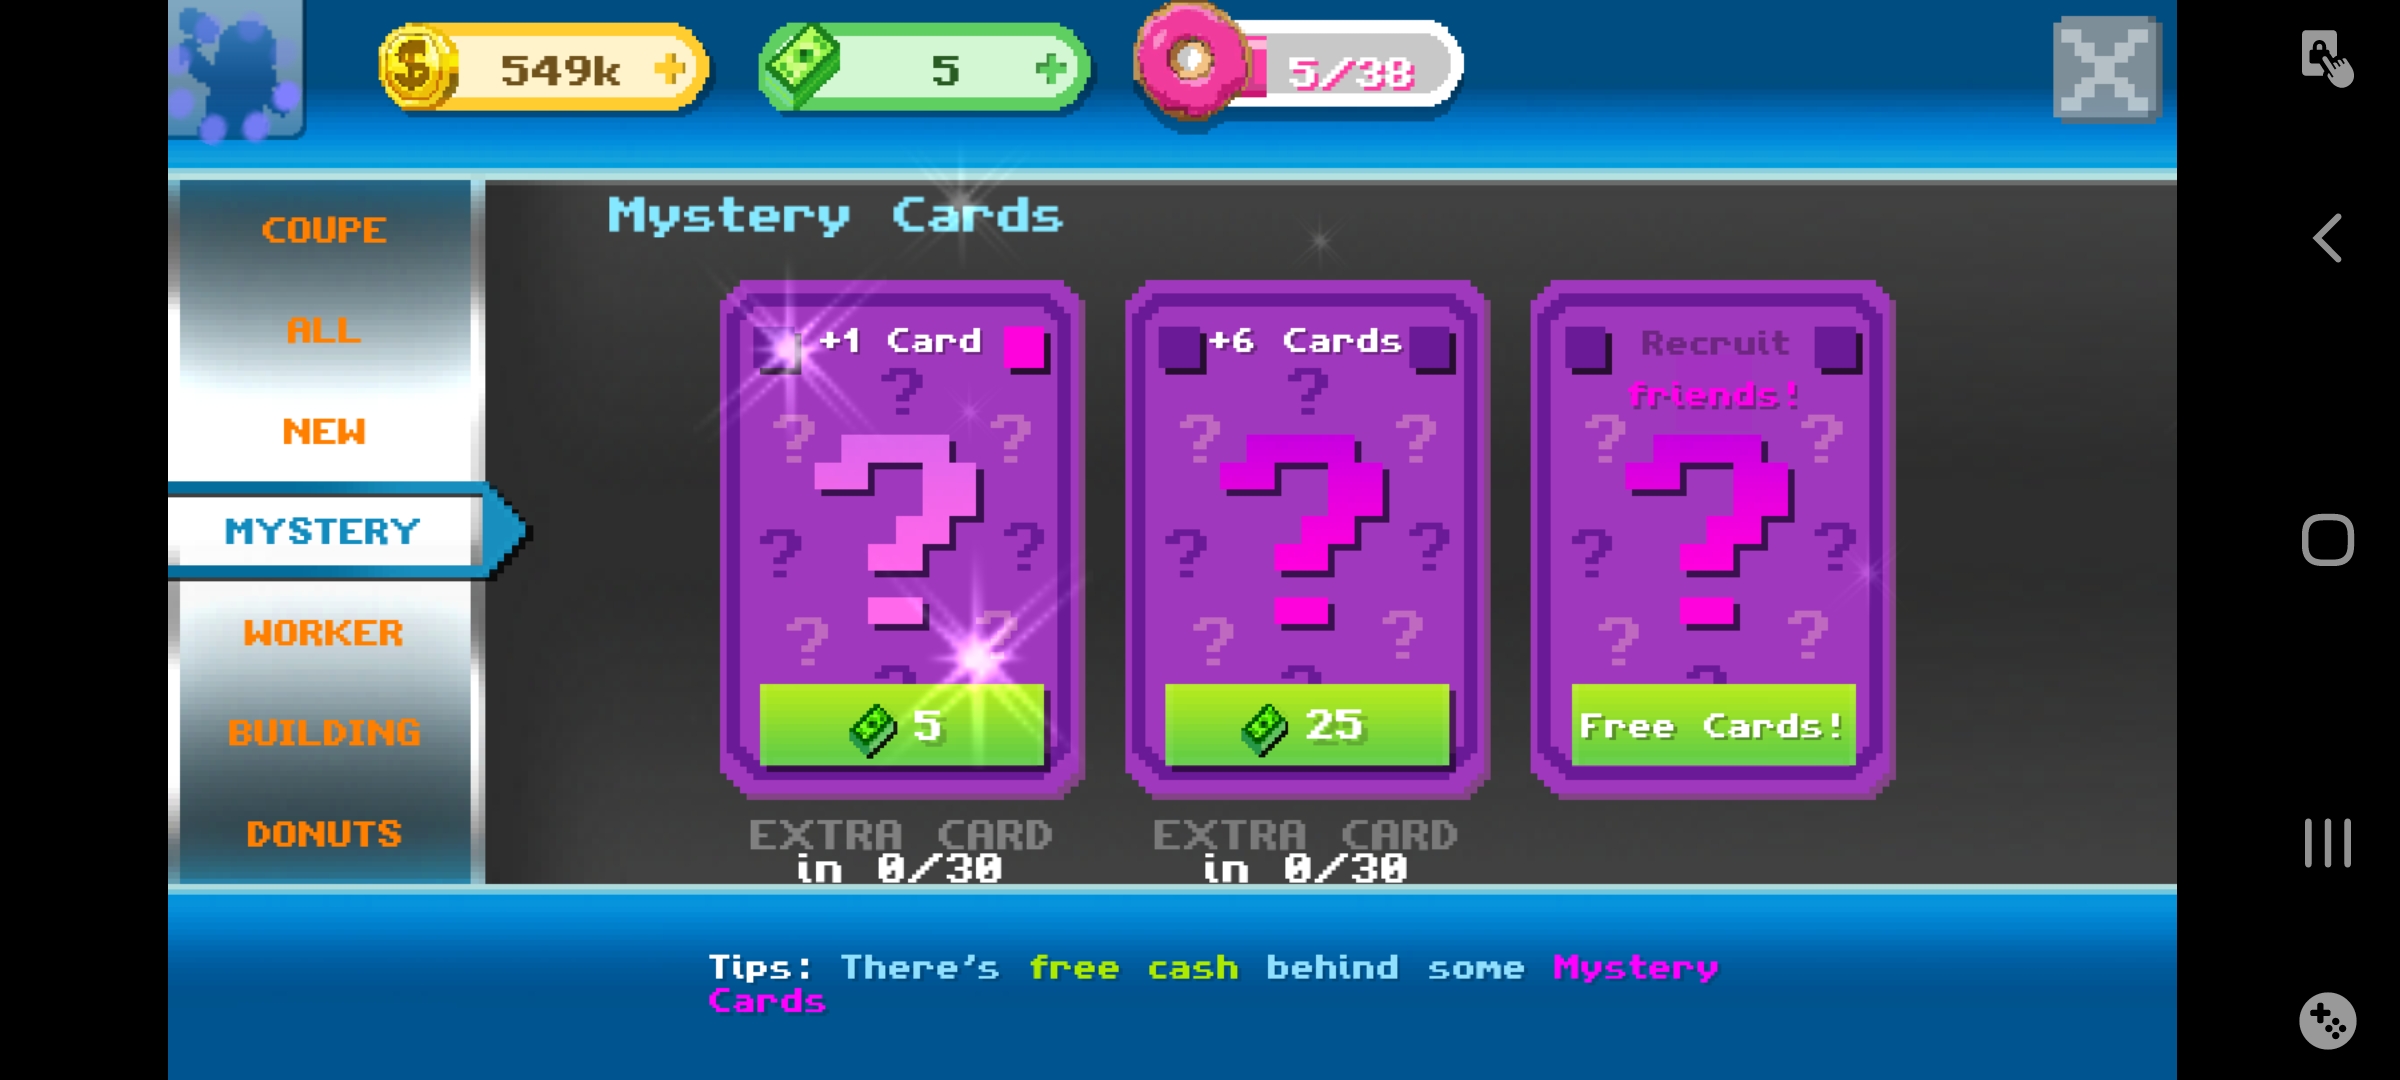 549k
5
5/38
Mystery Cards
COUPE
ALL
NEW
MYSTERY
WORKER
BUILDING
DONUTS
+1 Card
5
EXTRA CARD
in 0/30
+6 Cards
25
EXTRA CARD
in 0/30
Recruit
friends!
Free Cards!
Tips: There's free cash behind some Mystery
Cards